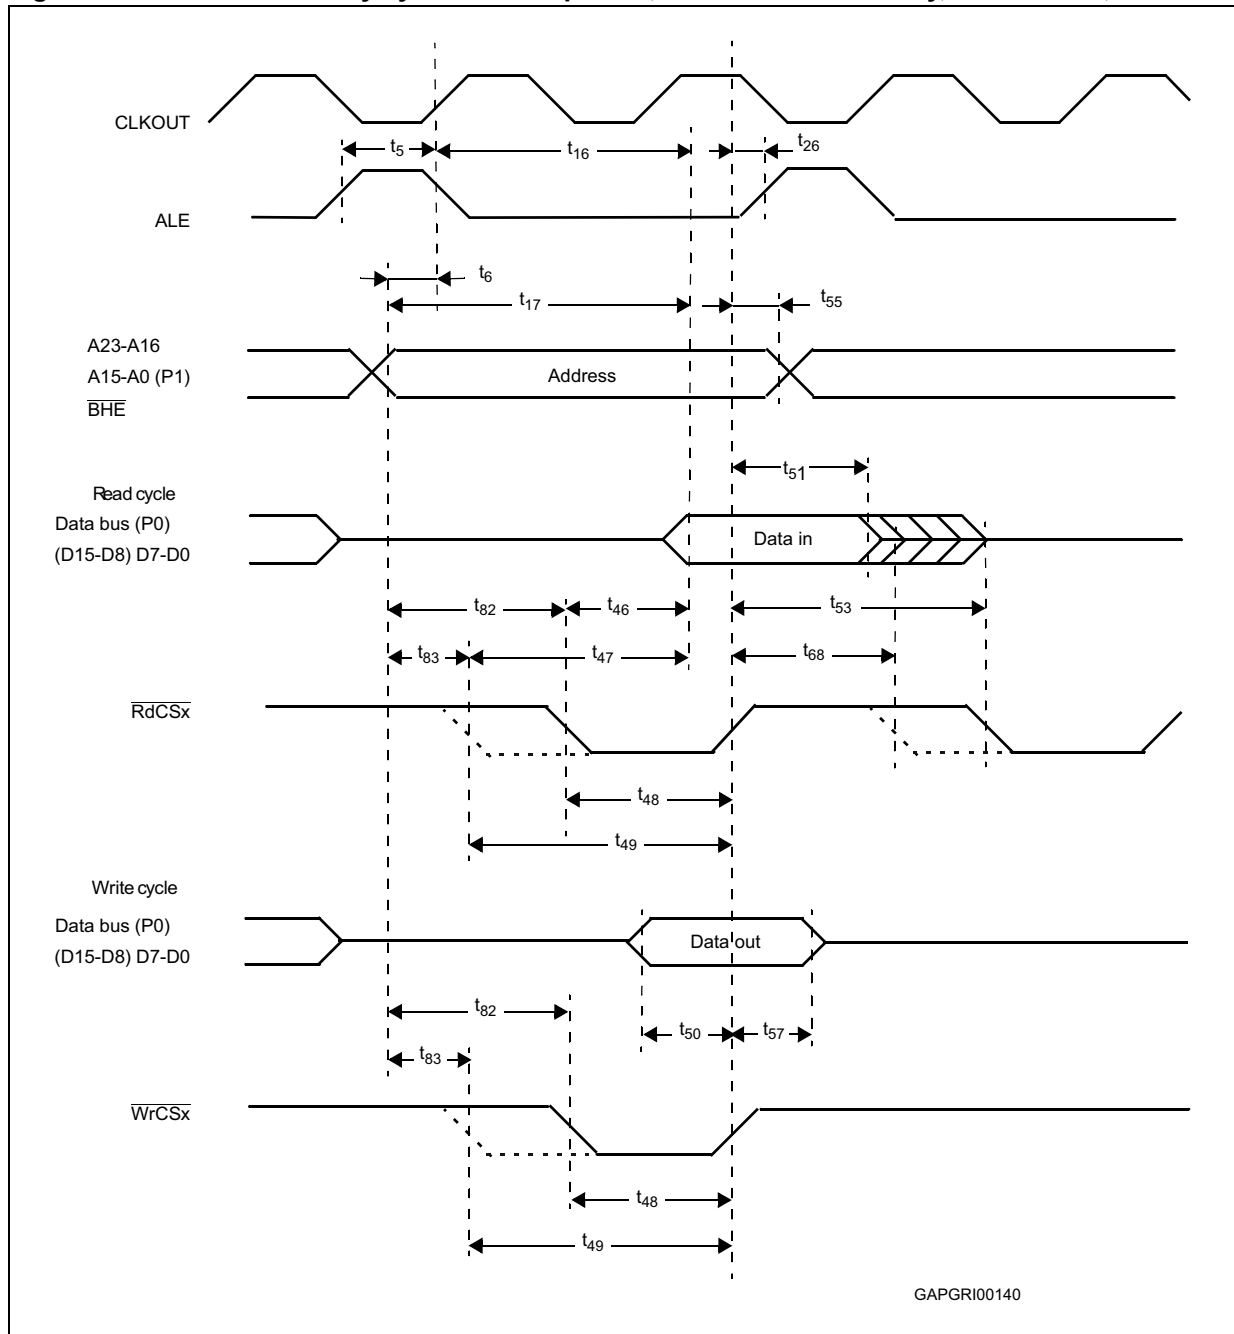 CLKOUT
t5
t16
t26
ALE
t6
t17
t55
A23-A16
A15-A0 (P1)
Address
BHE
t51
Read cycle
Data bus (P0)
Data in
(D15-D8) D7-D0
t82
t46
t53
t83
t47
t68
RdCSx
t48
t49
Write cycle
Data bus (P0)
Data out
(D15-D8) D7-D0
t82
t50
t57
t83
WrCSx
t48
t49
GAPGRI00140